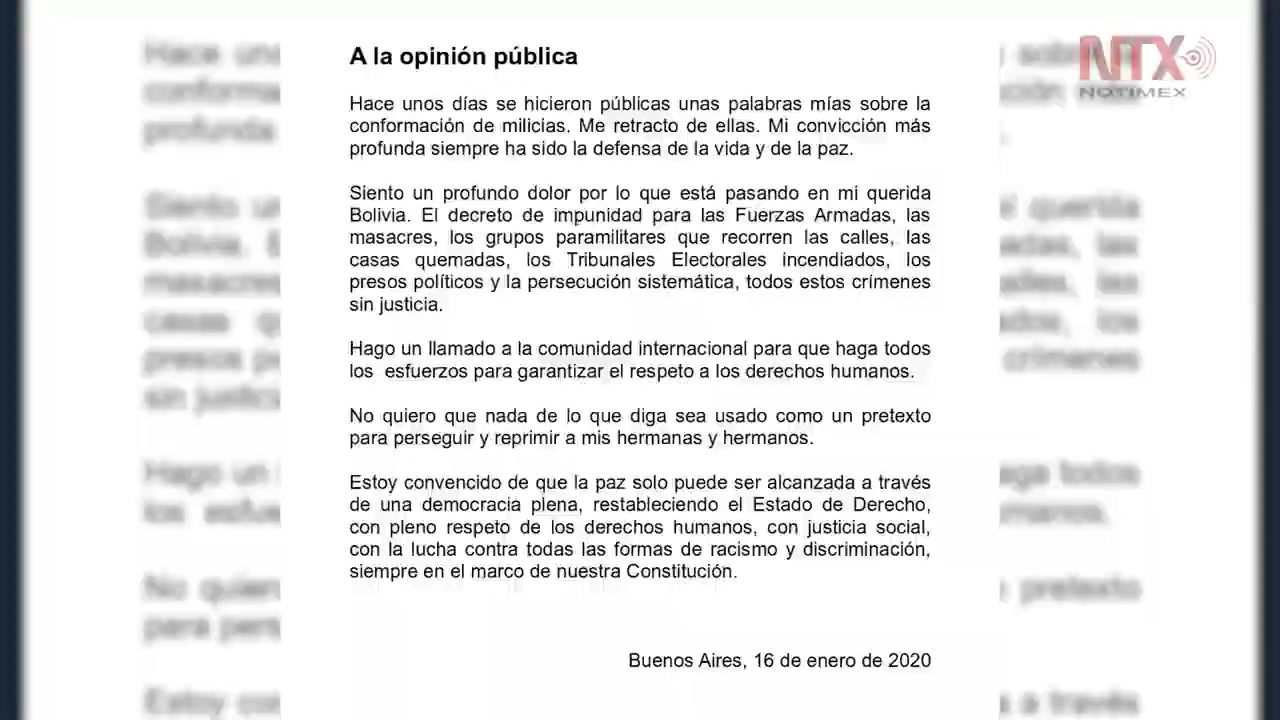 A la opinión pública
Hace unos días se hicieron públicas unas palabras mías sobre la
conformación de milicias. Me retracto de ellas. Mi convicción más
profunda siempre ha sido la defensa de la vida y de la paz.
Siento un profundo dolor por lo que está pasando en mi querida
Bolivia. El decreto de impunidad para las Fuerzas Armadas, las
masacres, los grupos paramilitares que recorren las calles, las
casas quemadas, los Tribunales Electorales incendiados, los
presos políticos y la persecución sistemática, todos estos crímenes
sin justicia.
Hago un llamado a la comunidad internacional para que haga todos
los  esfuerzos para garantizar el respeto a los derechos humanos.
No quiero que nada de lo que diga sea usado como un pretexto
para perseguir y reprimir a mis hermanas y hermanos.
Estoy convencido de que la paz solo puede ser alcanzada a través
de una democracia plena, restableciendo el Estado de Derecho,
con pleno respeto de los derechos humanos, con justicia social,
con la lucha contra todas las formas de racismo y discriminación,
siempre en el marco de nuestra Constitución.
Buenos Aires, 16 de enero de 2020
NTX
NOTIMEX